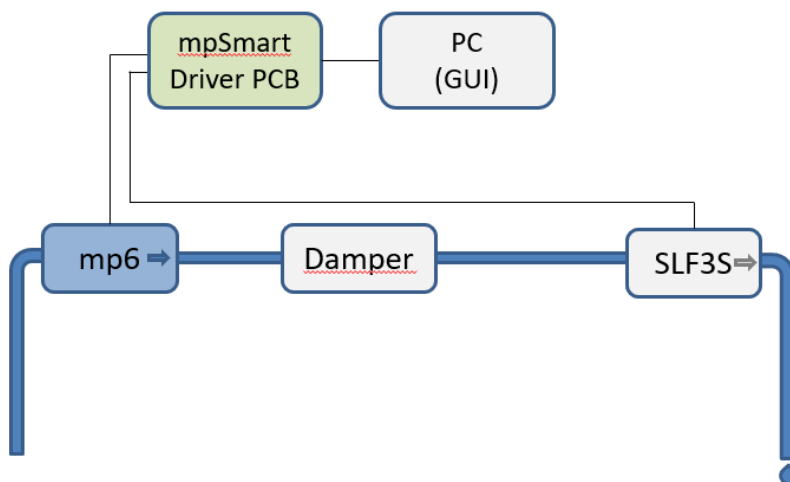 mpSmart
Driver PCB
PC
(GUI)
mp6
Damper
SLF3S